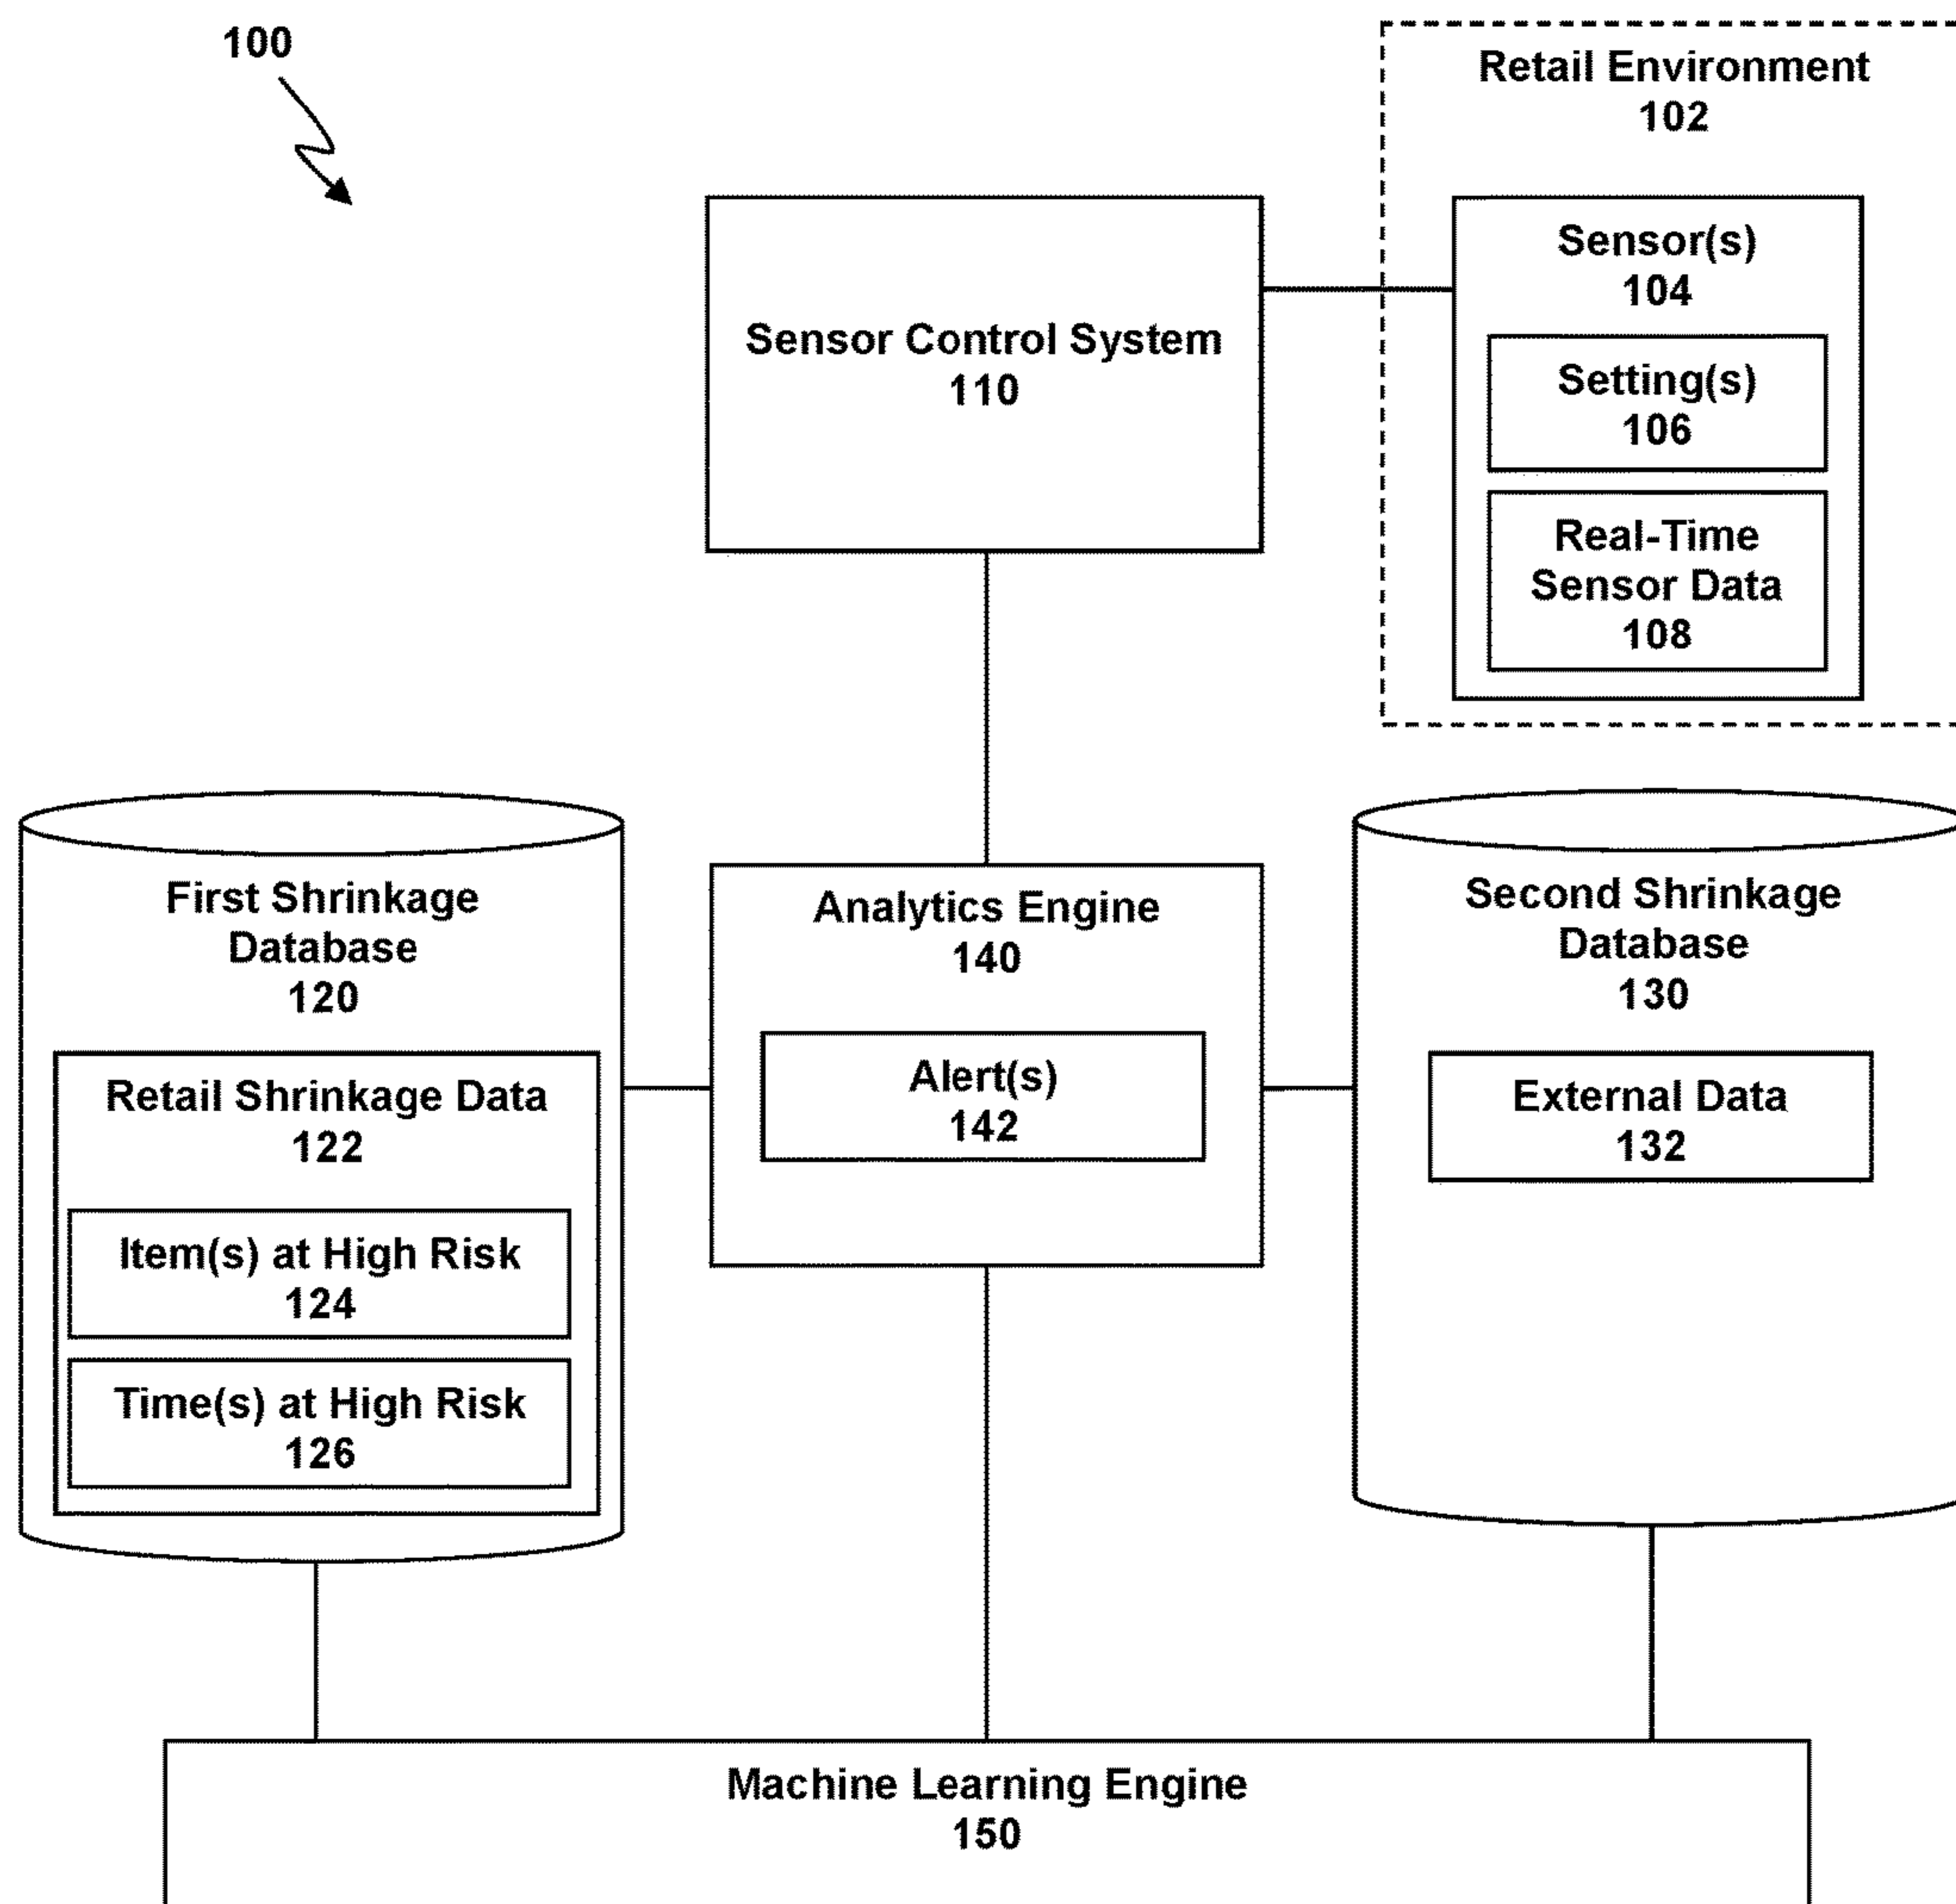 100
Retail Environment
102
Sensor(s)
104
Setting(s)
106
Real-Time
Sensor Data
108
Sensor Control System
110
First Shrinkage
Database
120
Retail Shrinkage Data
122
Item(s) at High Risk
124
Time(s) at High Risk
126
Analytics Engine
140
Alert(s)
142
Second Shrinkage
Database
130
External Data
132
Machine Learning Engine
150